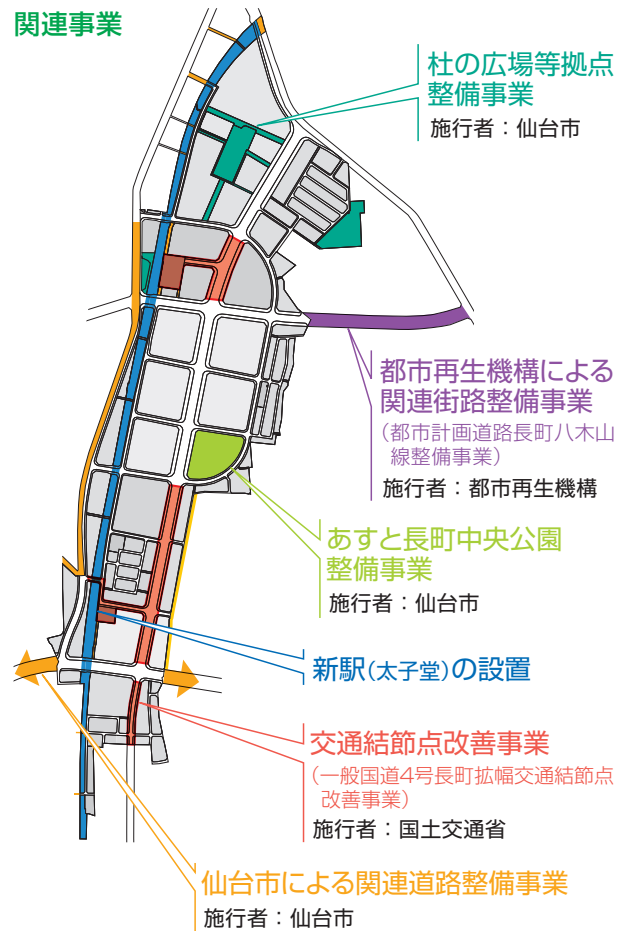 関連事業
杜の広場等拠点
整備事業
施行者：仙台市
都市再生機構による
関連街路整備事業
(都市計画道路長町八木山
線整備事業)
施行者：都市再生機構
あすと長町中央公園
整備事業
施行者：仙台市
新駅(太子堂)の設置
交通結節点改善事業
(一般国道4号長町拡幅交通結節点
改善事業)
施行者：国土交通省
仙台市による関連道路整備事業
施行者：仙台市